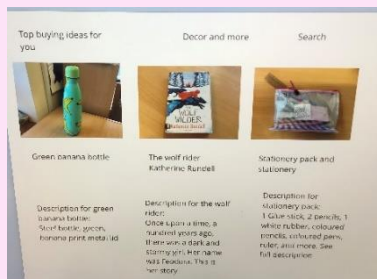 Top buying ideas for
you
Decor and more
Search
WOLF
WILDER
Green banana bottle
The wolf rider
Katherine Rundell
Stationery pack and
stationery
Description for green
banana bottle:
Steel bottle, green,
banana print metal lid
Description for the wolf
rider:
Once upon a time, a
hundred years ago,
there was a dark and
stormy girl. Her name
was Feodora. This is
her story
Description for
stationery pack:
1 Glue stick, 2 pencils, 1
white rubber, coloured
pencils, coloured pens,
ruler, and more. See
full description